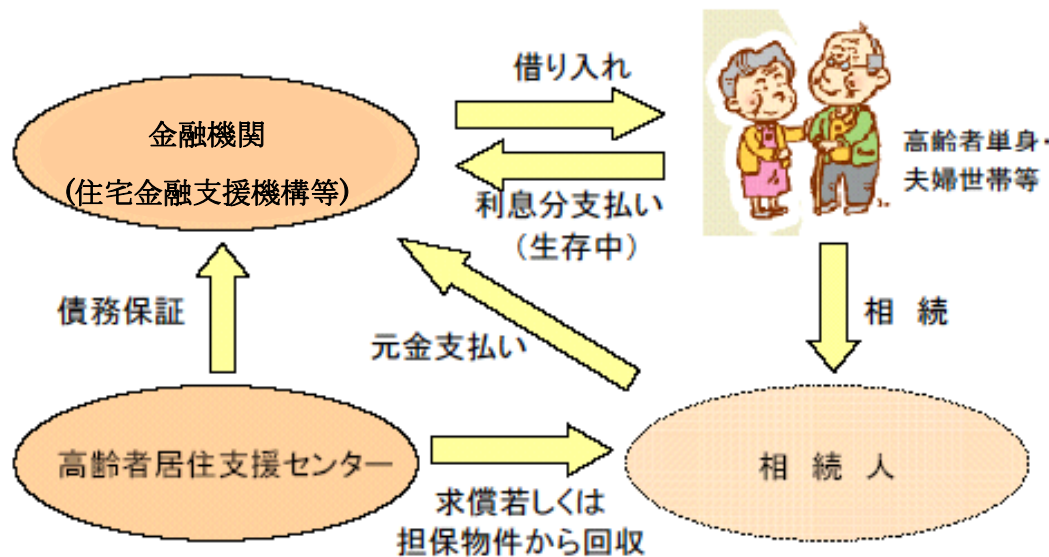 借り入れ
金融機関
(住宅金融支援機構等)
高齢者単身・
夫婦世帯等
利息分支払い
（生存中）
債務保証
元金支払い
相　続
高齢者居住支援センター
相　続　人
求償若しくは
担保物件から回収